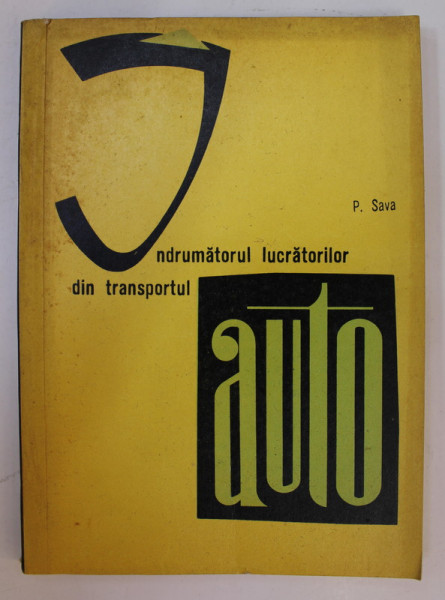 P. Sava
Îndrumătorul lucrătorilor
din transportul
auto